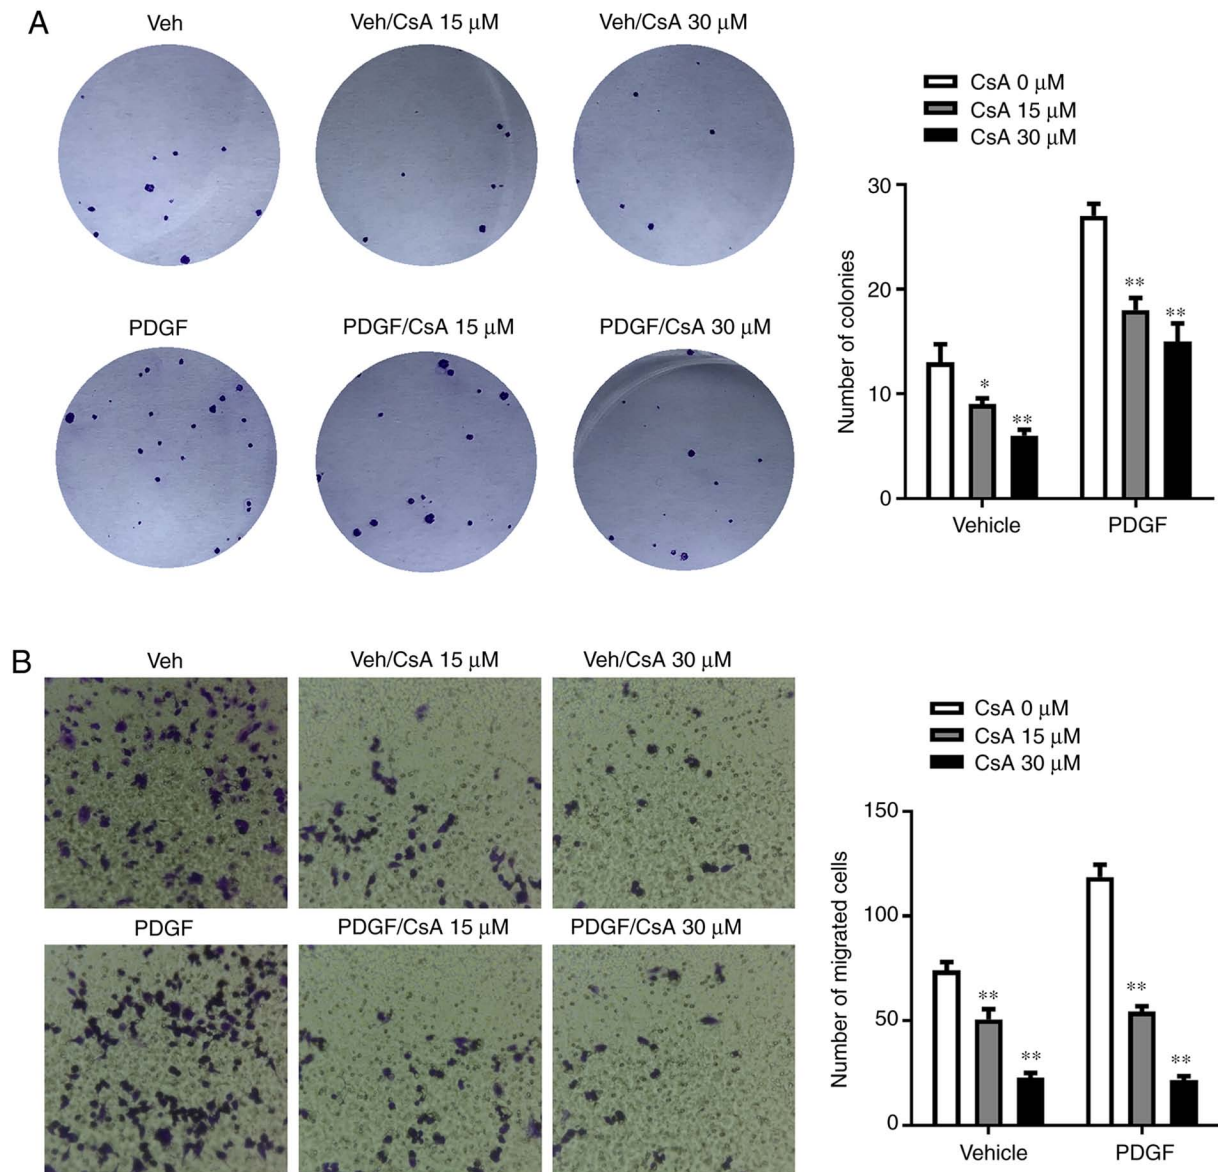 A
Veh
Veh/CsA 15 μM
Veh/CsA 30 μM
PDGF
PDGF/CsA 15 μM
PDGF/CsA 30 μM
CsA 0 μM
CsA 15 μM
CsA 30 μM
Number of colonies
30
20
10
0
*
**
**
**
Vehicle
PDGF
B
Veh
Veh/CsA 15 μM
Veh/CsA 30 μM
PDGF
PDGF/CsA 15 μM
PDGF/CsA 30 μM
CsA 0 μM
CsA 15 μM
CsA 30 μM
Number of migrated cells
150
100
50
0
**
**
**
**
Vehicle
PDGF